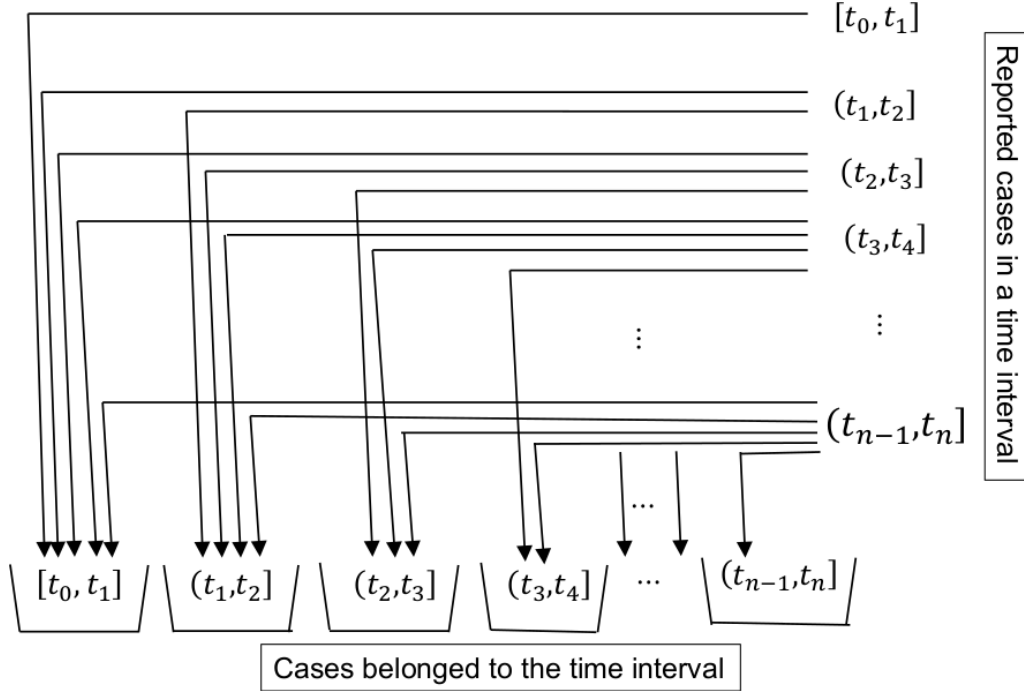 [t₀, t₁]
(t₁,t₂]
(t₂,t₃]
(t₃,t₄]
⋮ ⋮
(tₙ₋₁,tₙ]
Reported cases in a time interval
...
[t₀, t₁] (t₁,t₂] (t₂,t₃] (t₃,t₄] ... (tₙ₋₁,tₙ]
Cases belonged to the time interval